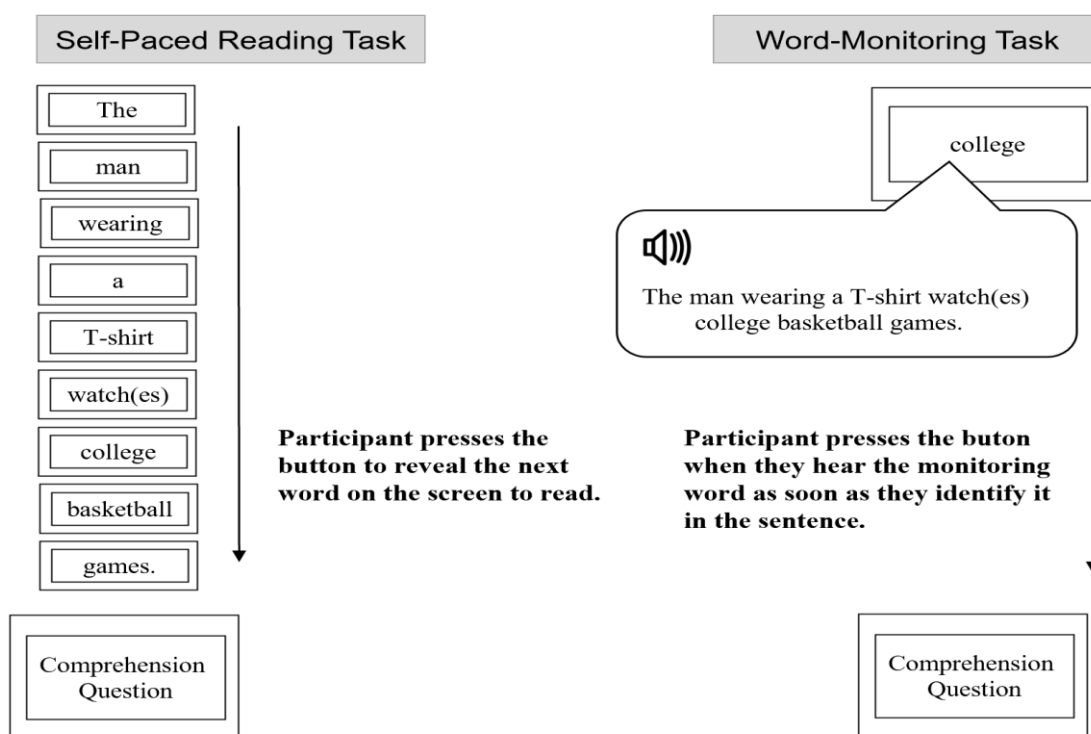 Self-Paced Reading Task
The
man
wearing
a
T-shirt
watch(es)
college
basketball
games.
Participant presses the
button to reveal the next
word on the screen to read.
Comprehension
Question
Word-Monitoring Task
college
The man wearing a T-shirt watch(es)
college basketball games.
Participant presses the buton
when they hear the monitoring
word as soon as they identify it
in the sentence.
Comprehension
Question